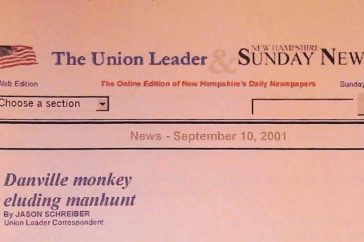 The Union Leader & NEW HAMPSHIRE SUNDAY NEW
Web Edition The Online Edition of New Hampshire's Daily Newspapers Sunday
Choose a section
News - September 10, 2001
Danville monkey
eluding manhunt
By JASON SCHREIBER
Union Leader Correspondent